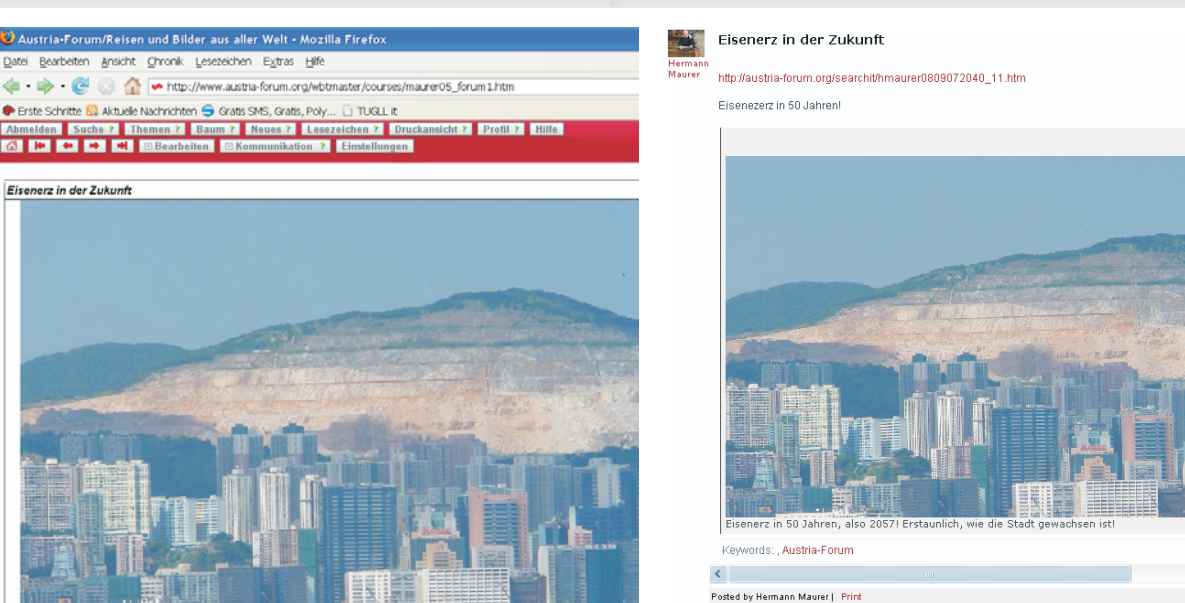 Austria-Forum/Reisen und Bilder aus aller Welt - Mozilla Firefox
Datei Bearbeiten Ansicht Chronik Lesezeichen Extras Hilfe
http://www.austria-forum.org/wbtmaster/courses/maurer05_forum1.htm
Erste Schritte Aktuelle Nachrichten Gratis SMS, Gratis, Poly... TUGLL it
Abmelden Suche ? Themen ? Baum ? Neues ? Lesezeichen ? Druckansicht ? Profil ? Hilfe
Bearbeiten Kommunikation ? Einstellungen
Eisenerz in der Zukunft
Hermann
Maurer
Eisenerz in der Zukunft
http://austria-forum.org/searchit/hmaurer0809072040_11.htm
Eisenezerz in 50 Jahren!
Eisenerz in 50 Jahren, also 2057! Erstaunlich, wie die Stadt gewachsen ist!
Keywords: , Austria-Forum
Posted by Hermann Maurer | Print